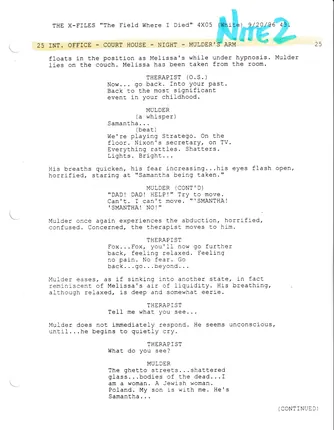 THE X-FILES "The Field Where I Died" 4X05 (White) 9/20/96 43.
NITE 2
25 INT. OFFICE - COURT HOUSE - NIGHT - MULDER'S ARM 25
floats in the position as Melissa's while under hypnosis. Mulder
lies on the couch. Melissa has been taken from the room.
THERAPIST (O.S.)
Now... go back. Into your past.
Back to the most significant
event in your childhood.
MULDER
(a whisper)
Samantha...
(beat)
We're playing Stratego. On the
floor. Nixon's secretary, on TV.
Everything rattles. Shatters.
Lights. Bright...
His breaths quicken, his fear increasing...his eyes flash open,
horrified, staring at "Samantha being taken."
MULDER (CONT'D)
"DAD! DAD! HELP!" Try to move.
Can't. I can't move. "'SMANTHA!
'SMANTHA! NO!"
Mulder once again experiences the abduction, horrified,
confused. Concerned, the therapist moves to him.
THERAPIST
Fox...Fox, you'll now go further
back, feeling relaxed. Feeling
no pain. No fear. Go
back...go...beyond...
Mulder eases, as if sinking into another state, in fact
reminiscent of Melissa's air of liquidity. His breathing,
although relaxed, is deep and somewhat eerie.
THERAPIST
Tell me what you see...
Mulder does not immediately respond. He seems unconscious,
until...he begins to quietly cry.
THERAPIST
What do you see?
MULDER
The ghetto streets...shattered
glass...bodies of the dead...I
am a woman. A Jewish woman.
Poland. My son is with me. He's
Samantha...
(CONTINUED)